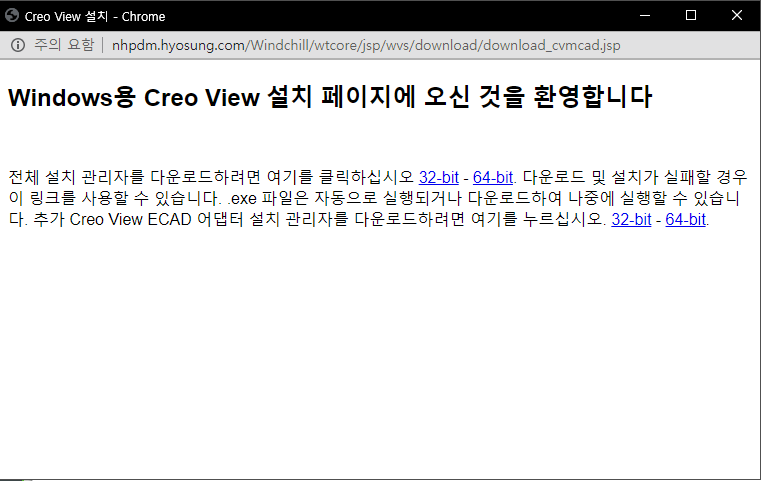 Creo View 설치 - Chrome
주의 요함 | nhpdm.hyosung.com/Windchill/wtcore/jsp/wvs/download/download_cvmcad.jsp
Windows용 Creo View 설치 페이지에 오신 것을 환영합니다
전체 설치 관리자를 다운로드하려면 여기를 클릭하십시오 32-bit - 64-bit. 다운로드 및 설치가 실패할 경우
이 링크를 사용할 수 있습니다. .exe 파일은 자동으로 실행되거나 다운로드하여 나중에 실행할 수 있습니
다. 추가 Creo View ECAD 어댑터 설치 관리자를 다운로드하려면 여기를 누르십시오. 32-bit - 64-bit.